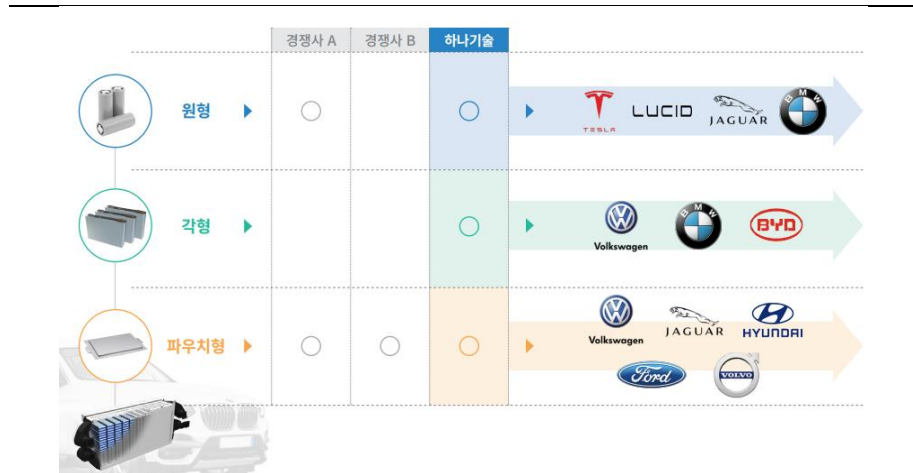 경쟁사 A 경쟁사 B 하나기술
원형 ○ ○ TESLA LUCID JAGUAR BMW
각형 ○ Volkswagen BMW BYD
파우치형 ○ ○ ○ Volkswagen JAGUAR HYUNDAI
Ford VOLVO